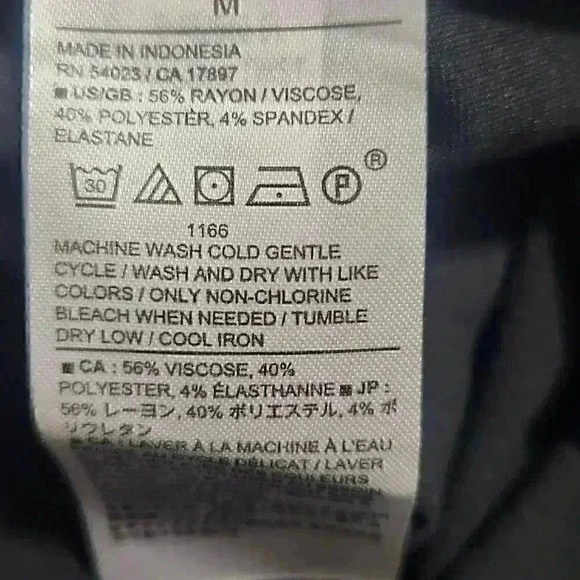 M
MADE IN INDONESIA
RN 54023 / CA 17897
US/GB : 56% RAYON / VISCOSE,
40% POLYESTER, 4% SPANDEX /
ELASTANE
30 P ®
1166
MACHINE WASH COLD GENTLE
CYCLE / WASH AND DRY WITH LIKE
COLORS / ONLY NON-CHLORINE
BLEACH WHEN NEEDED / TUMBLE
DRY LOW / COOL IRON
CA : 56% VISCOSE, 40%
POLYESTER, 4% ÉLASTHANNE JP :
56% レーヨン, 40% ポリエステル, 4% ポ
リウレタン
CA : LAVER À LA MACHINE À L'EAU
DÉLICAT / LAVER
COULEURS